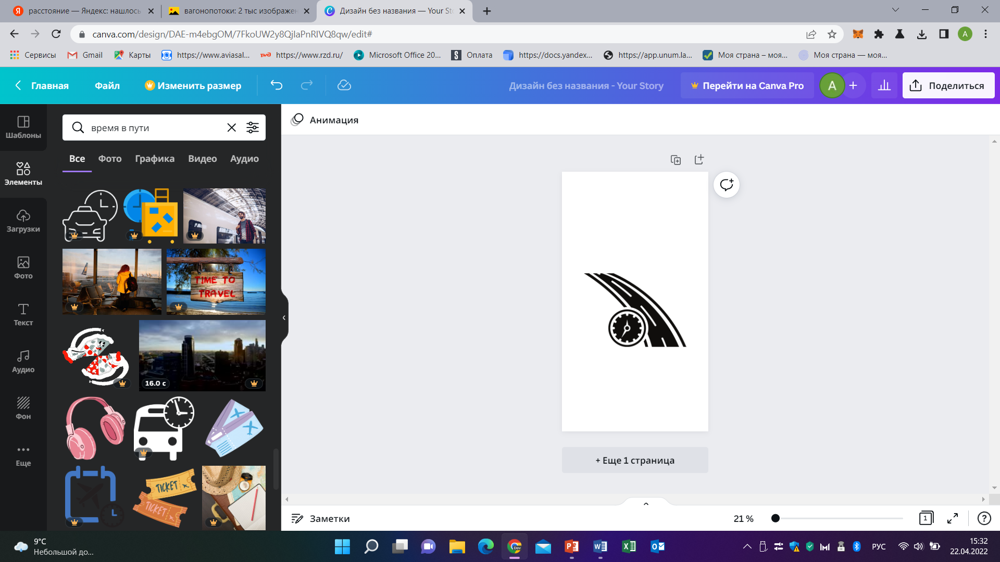 расстояние — Яндекс: нашлось
вагонопотоки: 2 тыс изображен
Дизайн без названия — Your Sto
canva.com/design/DAE-m4ebgOM/7FkoUW2y8QjIaPnRIVQ8qw/edit#
A
Сервисы
Gmail
Карты
https://www.aviasal...
https://www.rzd.ru/
Microsoft Office 20...
Оплата
https://docs.yandex...
https://app.unum.la...
Моя страна – моя...
Моя страна — моя...
Главная
Файл
Изменить размер
Дизайн без названия - Your Story
Перейти на Canva Pro
A
Поделиться
Шаблоны
Элементы
Загрузки
Фото
Текст
Аудио
Фон
Еще
время в пути
Все
Фото
Графика
Видео
Аудио
TIME TO
TRAVEL
16.0 с
TICKET
TICKET
Анимация
+ Еще 1 страница
Заметки
21 %
1
9°C
Небольшой до...
Dev
РУС
15:32
22.04.2022